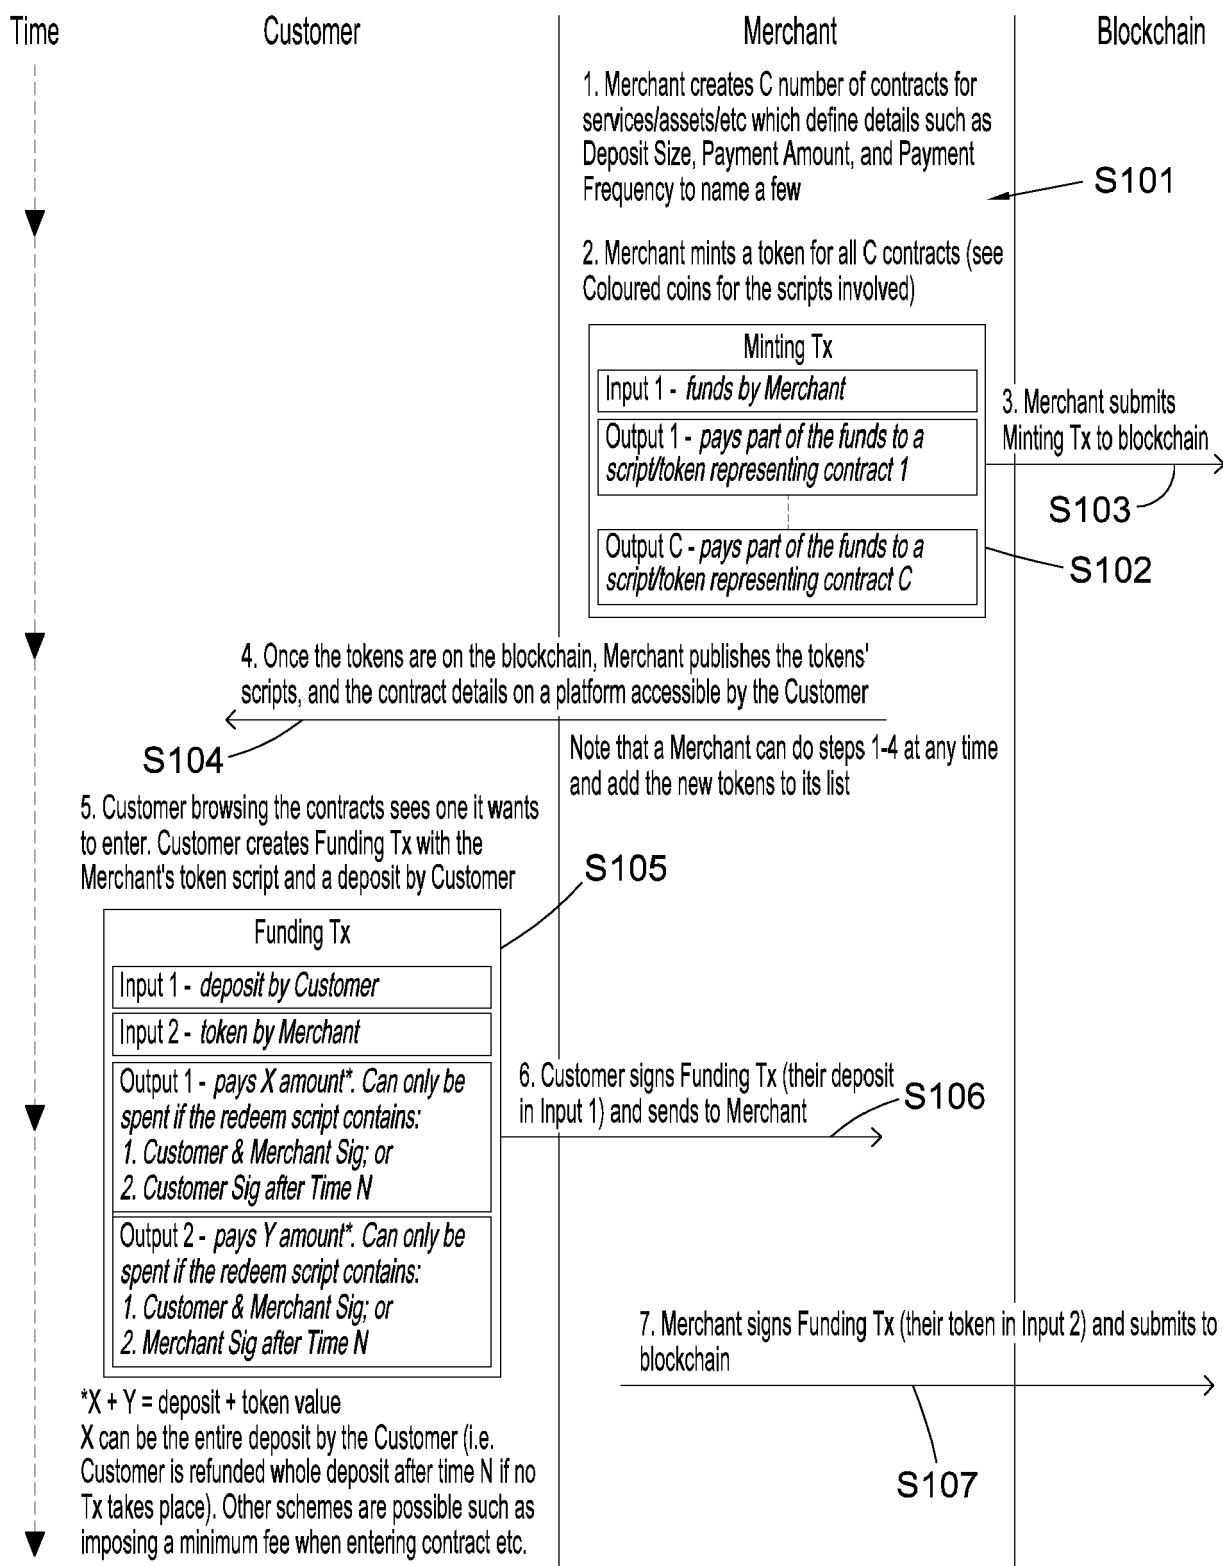 Time
Customer
Merchant
Blockchain
1. Merchant creates C number of contracts for
services/assets/etc which define details such as
Deposit Size, Payment Amount, and Payment
Frequency to name a few
S101
2. Merchant mints a token for all C contracts (see
Coloured coins for the scripts involved)
Minting Tx
Input 1 - funds by Merchant
Output 1 - pays part of the funds to a
script/token representing contract 1
Output C - pays part of the funds to a
script/token representing contract C
3. Merchant submits
Minting Tx to blockchain
S103
S102
4. Once the tokens are on the blockchain, Merchant publishes the tokens'
scripts, and the contract details on a platform accessible by the Customer
S104
Note that a Merchant can do steps 1-4 at any time
and add the new tokens to its list
5. Customer browsing the contracts sees one it wants
to enter. Customer creates Funding Tx with the
Merchant's token script and a deposit by Customer
S105
Funding Tx
Input 1 - deposit by Customer
Input 2 - token by Merchant
Output 1 - pays X amount*. Can only be
spent if the redeem script contains:
1. Customer & Merchant Sig; or
2. Customer Sig after Time N
Output 2 - pays Y amount*. Can only be
spent if the redeem script contains:
1. Customer & Merchant Sig; or
2. Merchant Sig after Time N
6. Customer signs Funding Tx (their deposit
in Input 1) and sends to Merchant
S106
7. Merchant signs Funding Tx (their token in Input 2) and submits to
blockchain
S107
*X + Y = deposit + token value
X can be the entire deposit by the Customer (i.e.
Customer is refunded whole deposit after time N if no
Tx takes place). Other schemes are possible such as
imposing a minimum fee when entering contract etc.